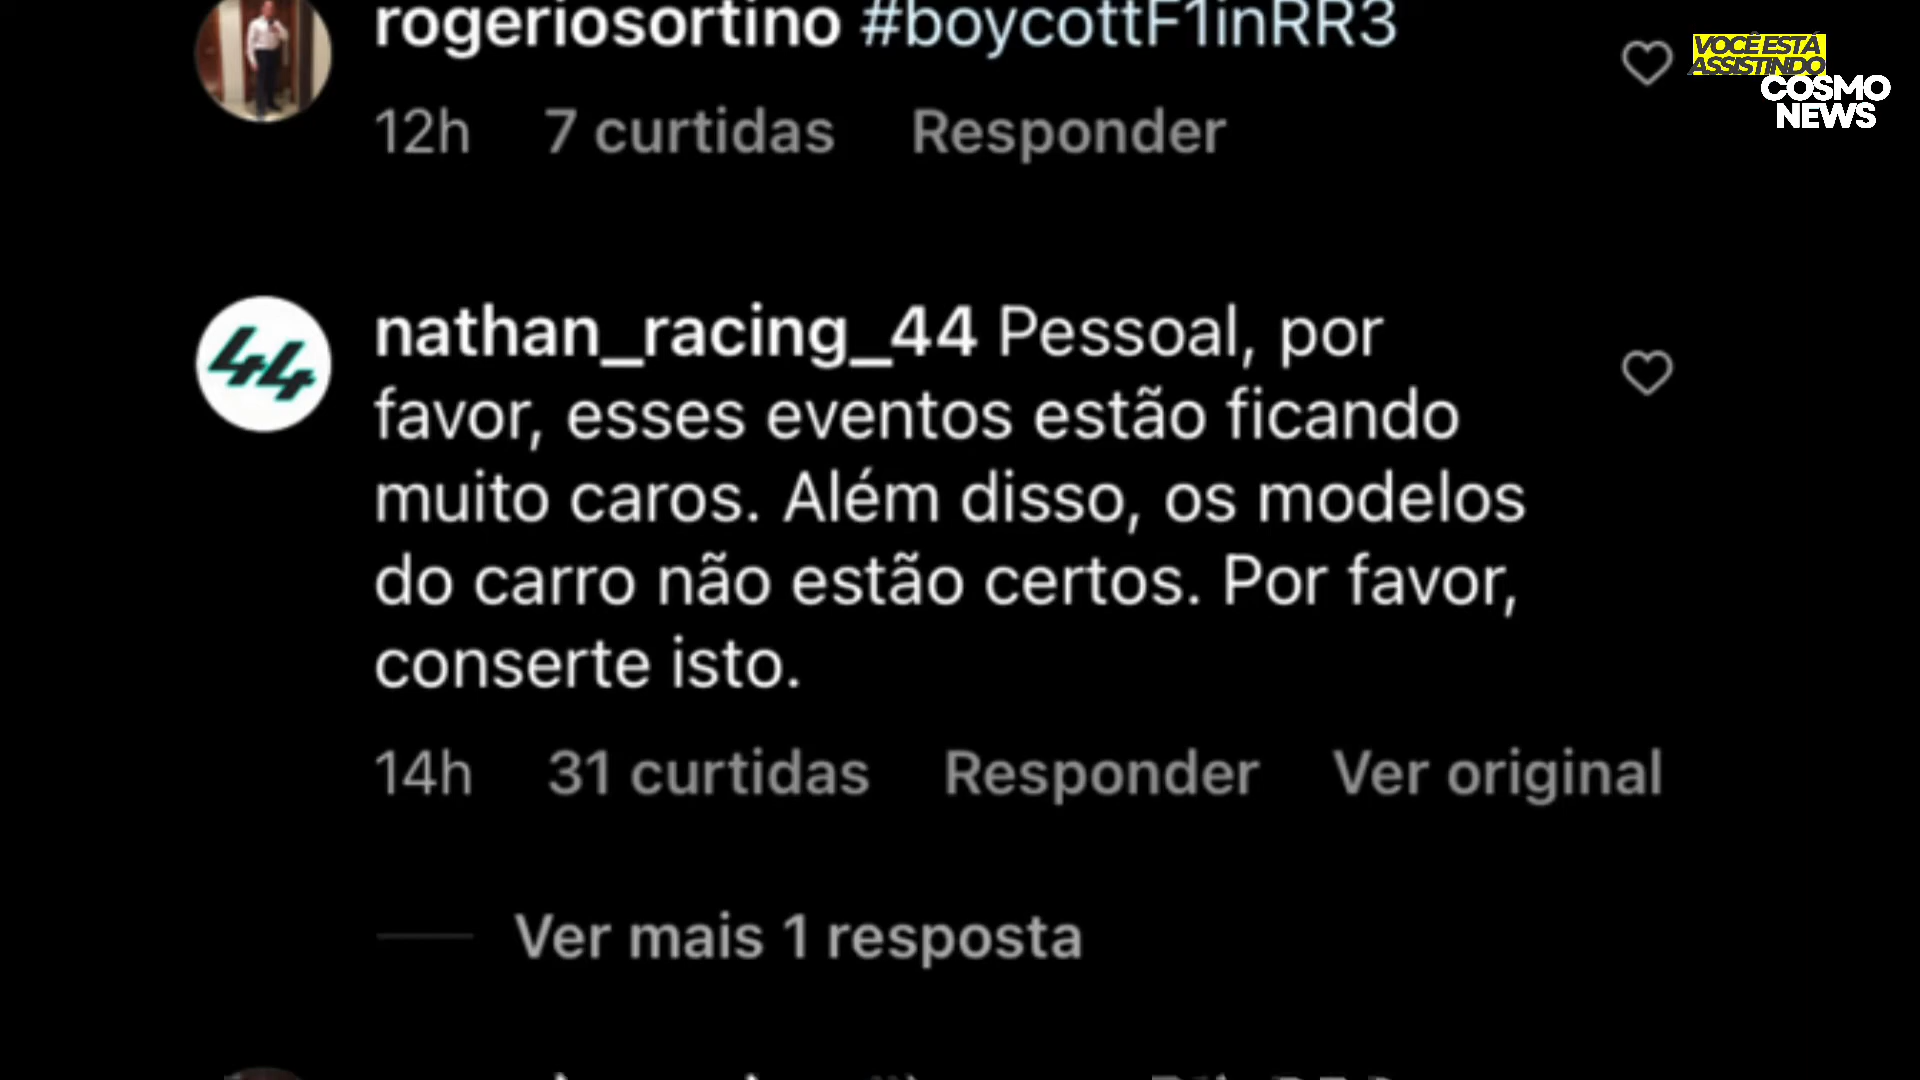 rogeriosortino #boycottF1inRR3
VOCÊ ESTÁ
ASSISTINDO
COSMO
NEWS
12h 7 curtidas Responder
44
nathan_racing_44 Pessoal, por
favor, esses eventos estão ficando
muito caros. Além disso, os modelos
do carro não estão certos. Por favor,
conserte isto.
14h 31 curtidas Responder Ver original
Ver mais 1 resposta